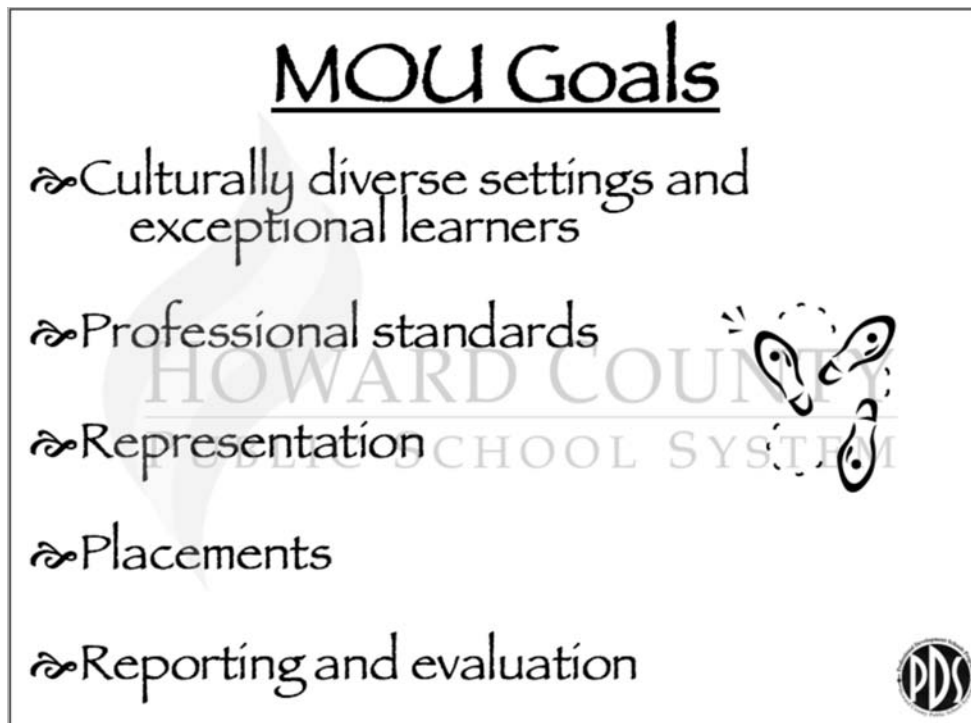 MOU Goals
Culturally diverse settings and
exceptional learners
Professional standards
HOWARD COUNTY
Representation
PUBLIC SCHOOL SYSTEM
Placements
Reporting and evaluation
PDS